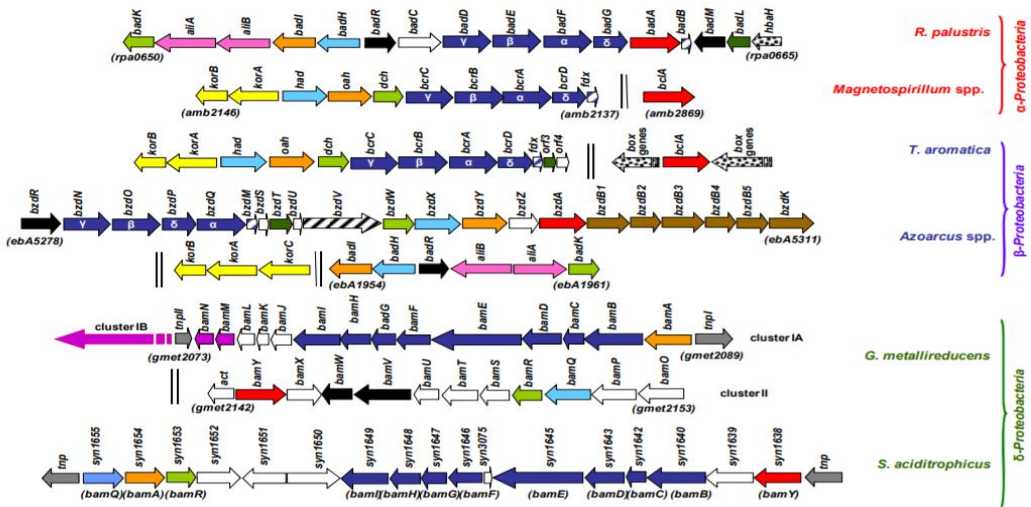 badK aliA aliB badI badH badR badC badD badE badF badG badA badB badM badL hbaH
γ β α δ
(rpa0650) (rpa0665)
R. palustris
korB korA had oah dch bcrC bcrB bcrA bcrD fdx bclA
γ β α δ
(amb2146) (amb2137) (amb2869)
Magnetospirillum spp.
α-Proteobacteria
korB korA had oah dch bcrC bcrB bcrA bcrD fdx orf3 orf4 box genes bclA box genes
γ β α δ
T. aromatica
bzdR bzdN bzdO bzdP bzdQ bzdM bzdS bzdT bzdU bzdV bzdW bzdX bzdY bzdZ bzdA bzdB1 bzdB2 bzdB3 bzdB4 bzdB5 bzdK
γ β δ α
(ebA5278) (ebA5311)
Azoarcus spp.
korB korA korC badI badH badR aliB aliA badK
(ebA1954) (ebA1961)
β-Proteobacteria
cluster IB tnpII bamN bamM bamL bamK bamJ bamI bamH badG bamF bamE bamD bamC bamB bamA tnpI
cluster IA
(gmet2073) (gmet2089)
G. metallireducens
act bamY bamX bamW bamV bamU bamT bamS bamR bamQ bamP bamO
cluster II
(gmet2142) (gmet2153)
tnp syn1655 syn1654 syn1653 syn1652 syn1651 syn1650 syn1649 syn1648 syn1647 syn1646 syn3075 syn1645 syn1643 syn1642 syn1640 syn1639 syn1638 tnp
(bamQ)(bamA)(bamR) (bamI)(bamH)(bamG)(bamF) (bamE) (bamD)(bamC) (bamB) (bamY)
S. aciditrophicus
δ-Proteobacteria